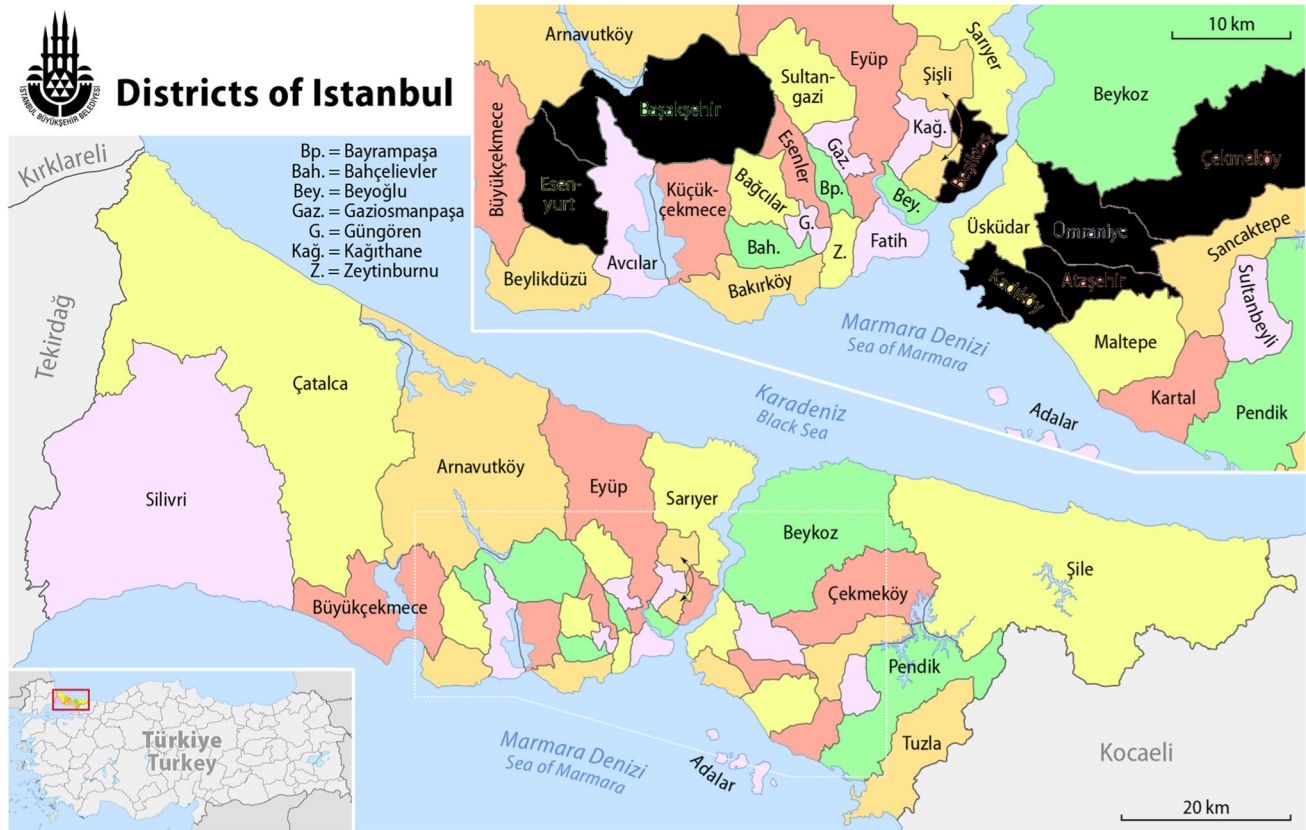 İSTANBUL BÜYÜKŞEHİR BELEDİYESİ
Districts of Istanbul
Bp. = Bayrampaşa
Bah. = Bahçelievler
Bey. = Beyoğlu
Gaz. = Gaziosmanpaşa
G. = Güngören
Kağ. = Kağıthane
Z. = Zeytinburnu
10 km
Arnavutköy
Büyükçekmece
Esen-
yurt
Başakşehir
Sultan-
gazi
Eyüp
Şişli
Sarıyer
Beykoz
Kağ.
Gaz.
Esenler
Beşiktaş
Çekmeköy
Küçük-
çekmece
Bağcılar
Bp.
Bey.
G.
Avcılar
Bah.
Z.
Fatih
Üsküdar
Ümraniye
Sancaktepe
Beylikdüzü
Bakırköy
Kadıköy
Ataşehir
Sultanbeyli
Maltepe
Kartal
Pendik
Marmara Denizi
Sea of Marmara
Adalar
Kırklareli
Tekirdağ
Karadeniz
Black Sea
Çatalca
Silivri
Arnavutköy
Eyüp
Sarıyer
Beykoz
Büyükçekmece
Çekmeköy
Şile
Pendik
Tuzla
Kocaeli
Marmara Denizi
Sea of Marmara
Adalar
Türkiye
Turkey
20 km